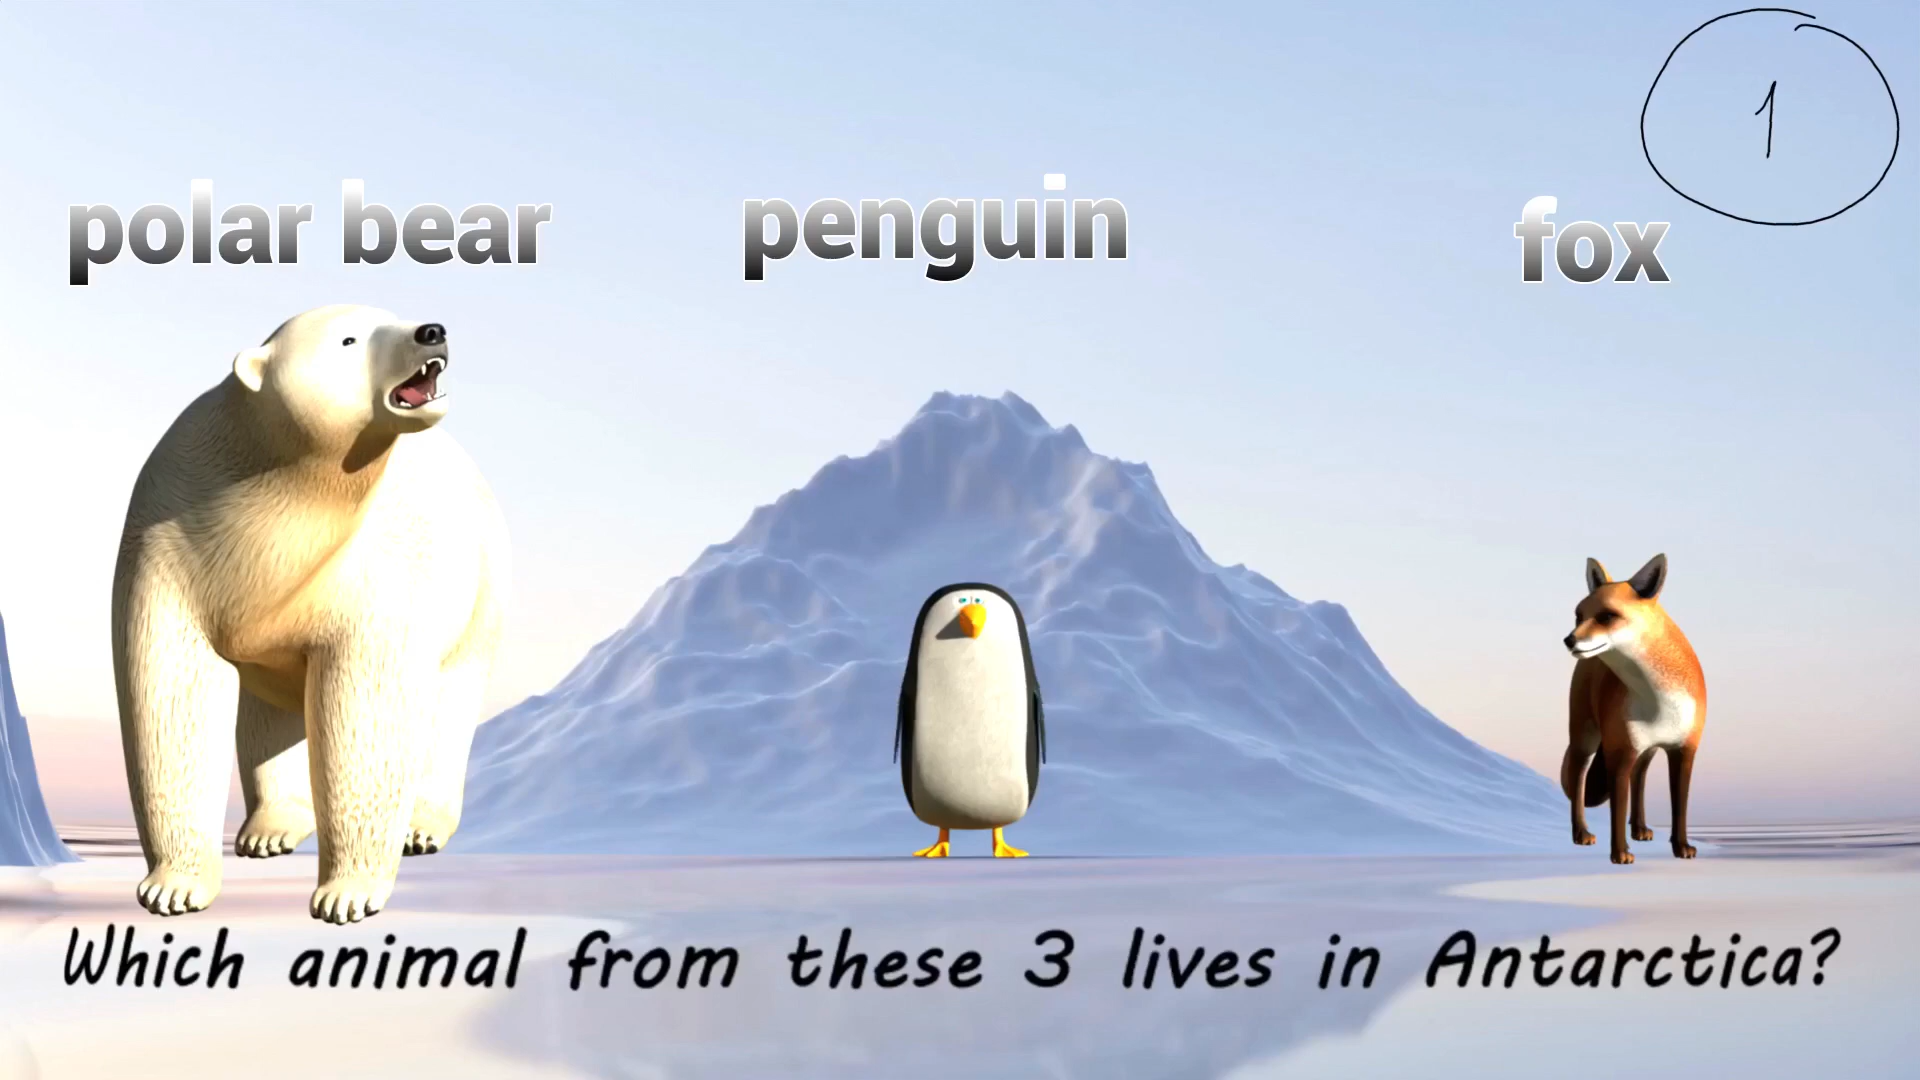 1
polar bear penguin fox
Which animal from these 3 lives in Antarctica?